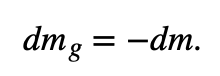 dm_g = −dm.